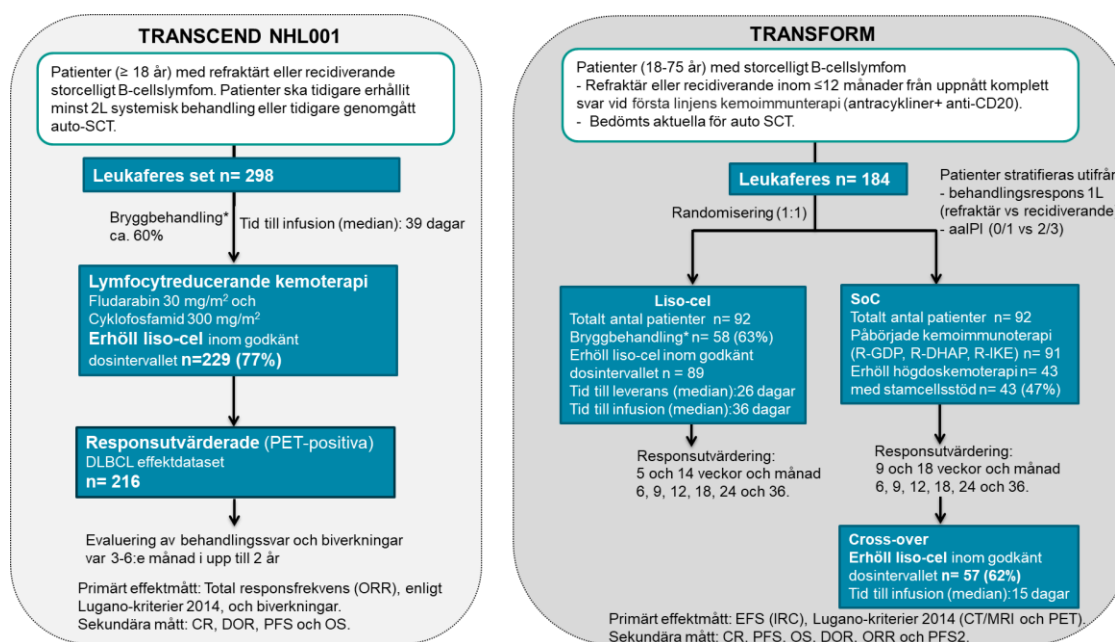 TRANSCEND NHL001
Patienter (≥ 18 år) med refraktärt eller recidiverande
storcelligt B-cellslymfom. Patienter ska tidigare erhållit
minst 2L systemisk behandling eller tidigare genomgått
auto-SCT.
Leukaferes set n= 298
Bryggbehandling*
ca. 60%
Tid till infusion (median): 39 dagar
Lymfocytreducerande kemoterapi
Fludarabin 30 mg/m² och
Cyklofosfamid 300 mg/m²
Erhöll liso-cel inom godkänt
dosintervallet n=229 (77%)
Responsutvärderade (PET-positiva)
DLBCL effektdataset
n= 216
Evaluering av behandlingssvar och biverkningar
var 3-6:e månad i upp till 2 år
Primärt effektmått: Total responsfrekvens (ORR), enligt
Lugano-kriterier 2014, och biverkningar.
Sekundära mått: CR, DOR, PFS och OS.
TRANSFORM
Patienter (18-75 år) med storcelligt B-cellslymfom
- Refraktär eller recidiverande inom ≤12 månader från uppnått komplett
svar vid första linjens kemoimmunterapi (antracykliner+ anti-CD20).
- Bedömts aktuella för auto SCT.
Leukaferes n= 184
Randomisering (1:1)
Patienter stratifieras utifrån
- behandlingsrespons 1L
(refraktär vs recidiverande
- aaIPI (0/1 vs 2/3)
Liso-cel
Totalt antal patienter n= 92
Bryggbehandling* n= 58 (63%)
Erhöll liso-cel inom godkänt
dosintervallet n = 89
Tid till leverans (median):26 dagar
Tid till infusion (median):36 dagar
Responsutvärdering:
5 och 14 veckor och månad
6, 9, 12, 18, 24 och 36.
SoC
Totalt antal patienter n= 92
Påbörjade kemoimmunoterapi
(R-GDP, R-DHAP, R-IKE) n= 91
Erhöll högdoskemoterapi n= 43
med stamcellsstöd n= 43 (47%)
Responsutvärdering:
9 och 18 veckor och månad
6, 9, 12, 18, 24 och 36.
Cross-over
Erhöll liso-cel inom godkänt
dosintervallet n= 57 (62%)
Tid till infusion (median):15 dagar
Primärt effektmått: EFS (IRC), Lugano-kriterier 2014 (CT/MRI och PET).
Sekundära mått: CR, PFS, OS, DOR, ORR och PFS2.